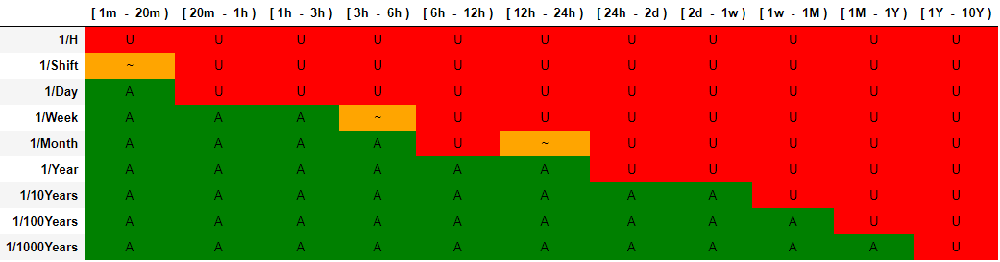 [ 1m - 20m ) [ 20m - 1h ) [ 1h - 3h ) [ 3h - 6h ) [ 6h - 12h ) [ 12h - 24h ) [ 24h - 2d ) [ 2d - 1w ) [ 1w - 1M ) [ 1M - 1Y ) [ 1Y - 10Y )
1/H U U U U U U U U U U U
1/Shift ~ U U U U U U U U U U
1/Day A U U U U U U U U U U
1/Week A A A ~ U U U U U U U
1/Month A A A A U ~ U U U U U
1/Year A A A A A A U U U U U
1/10Years A A A A A A A A U U U
1/100Years A A A A A A A A A U U
1/1000Years A A A A A A A A A A U